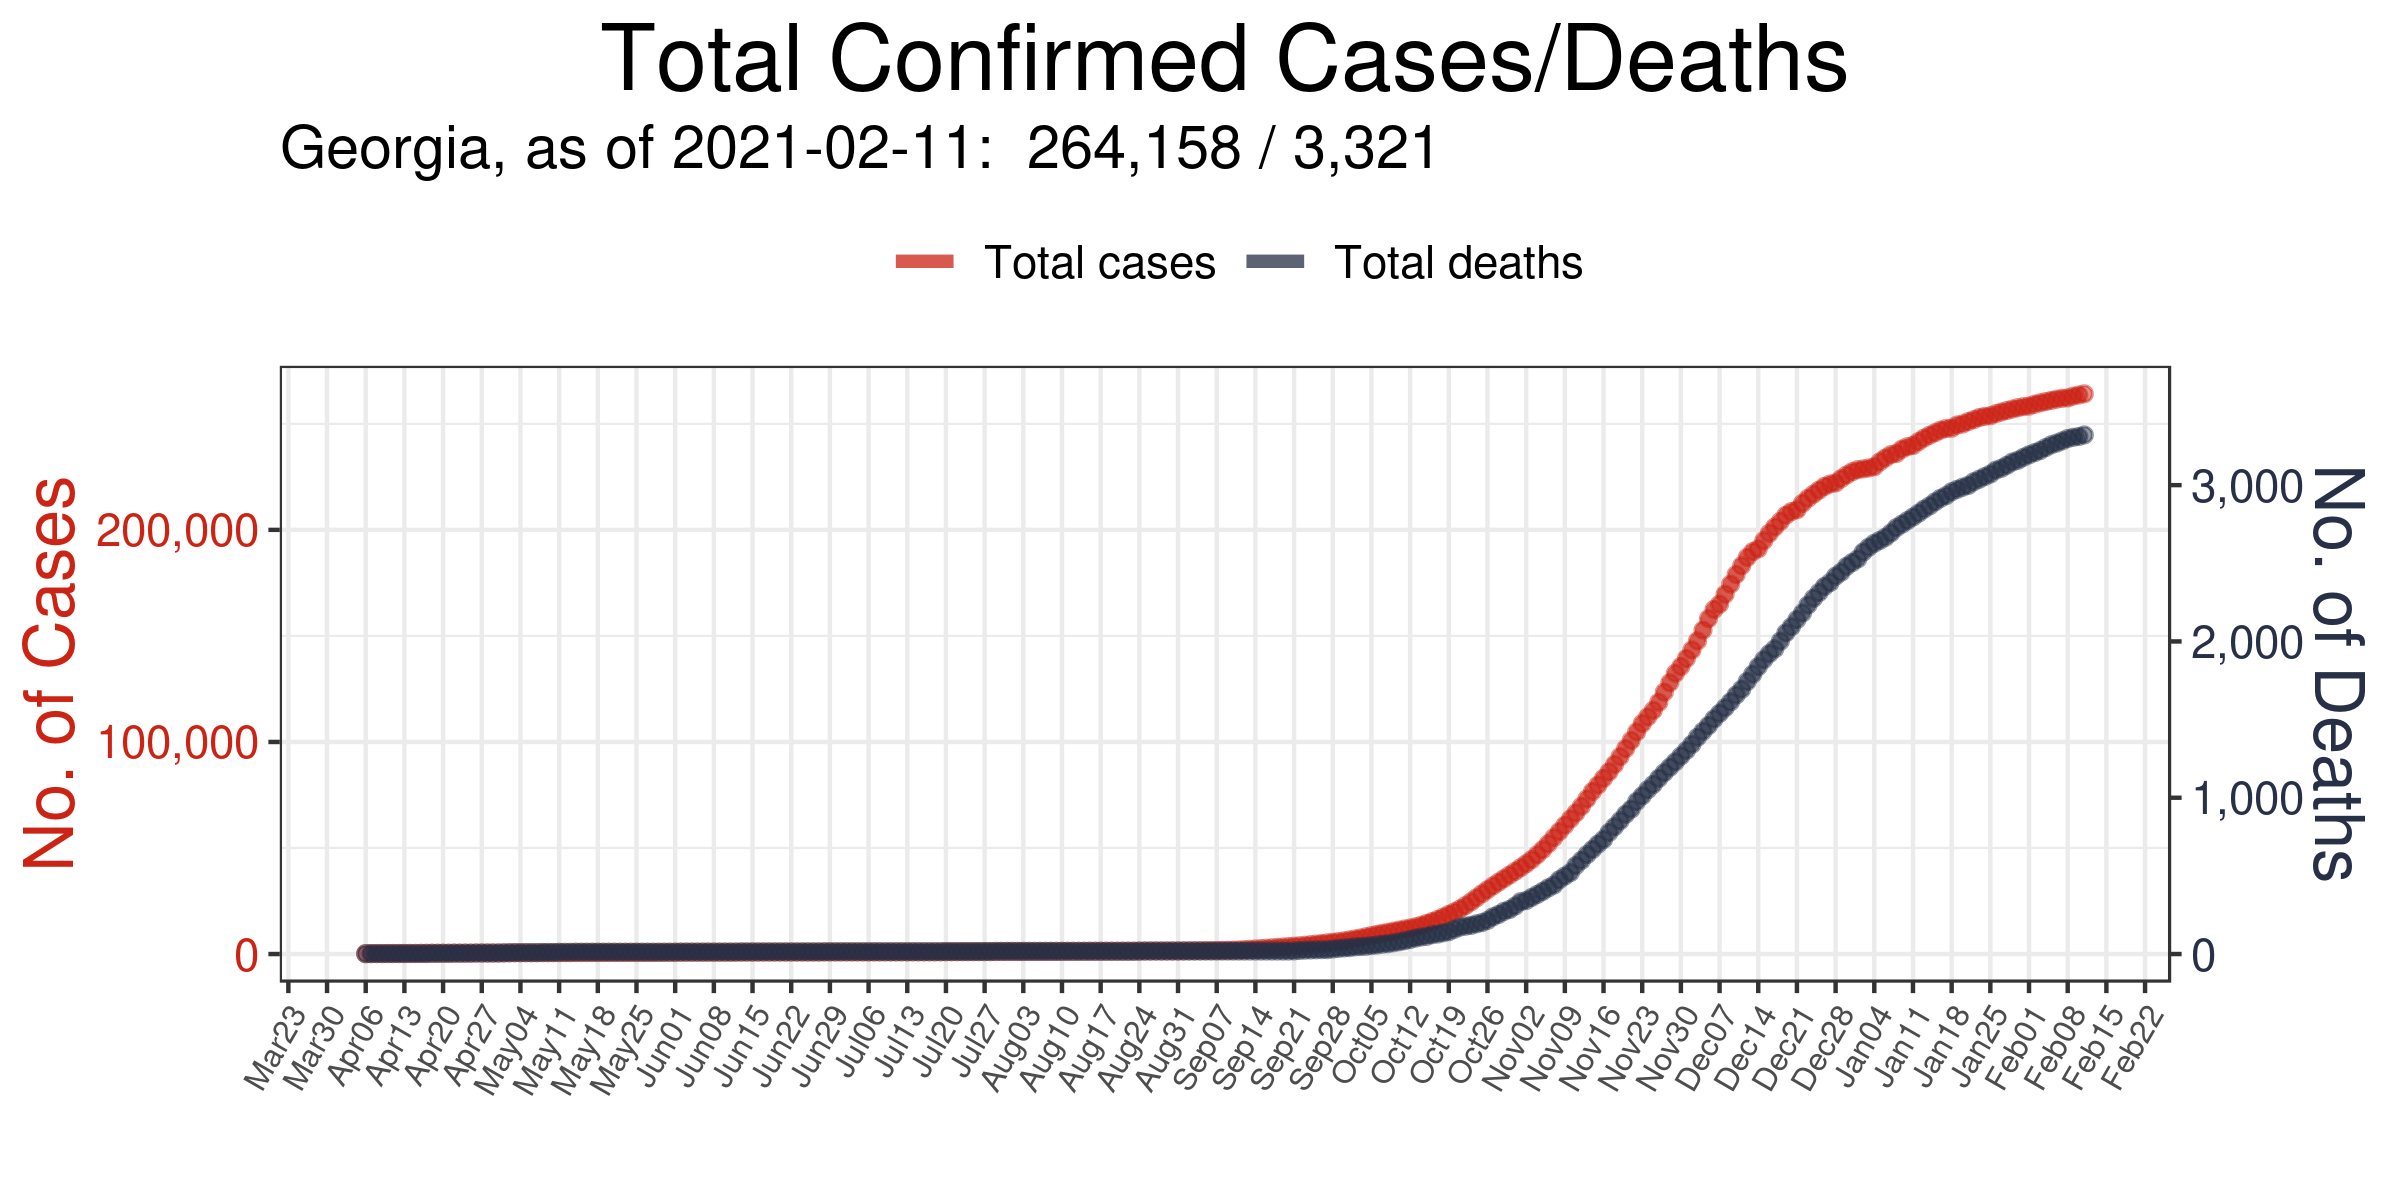 Total Confirmed Cases/Deaths
Georgia, as of 2021-02-11:  264,158 / 3,321
Total cases
Total deaths
No. of Cases
200,000
100,000
0
3,000
2,000
1,000
0
No. of Deaths
Mar23
Mar30
Apr06
Apr13
Apr20
Apr27
May04
May11
May18
May25
Jun01
Jun08
Jun15
Jun22
Jun29
Jul06
Jul13
Jul20
Jul27
Aug03
Aug10
Aug17
Aug24
Aug31
Sep07
Sep14
Sep21
Sep28
Oct05
Oct12
Oct19
Oct26
Nov02
Nov09
Nov16
Nov23
Nov30
Dec07
Dec14
Dec21
Dec28
Jan04
Jan11
Jan18
Jan25
Feb01
Feb08
Feb15
Feb22